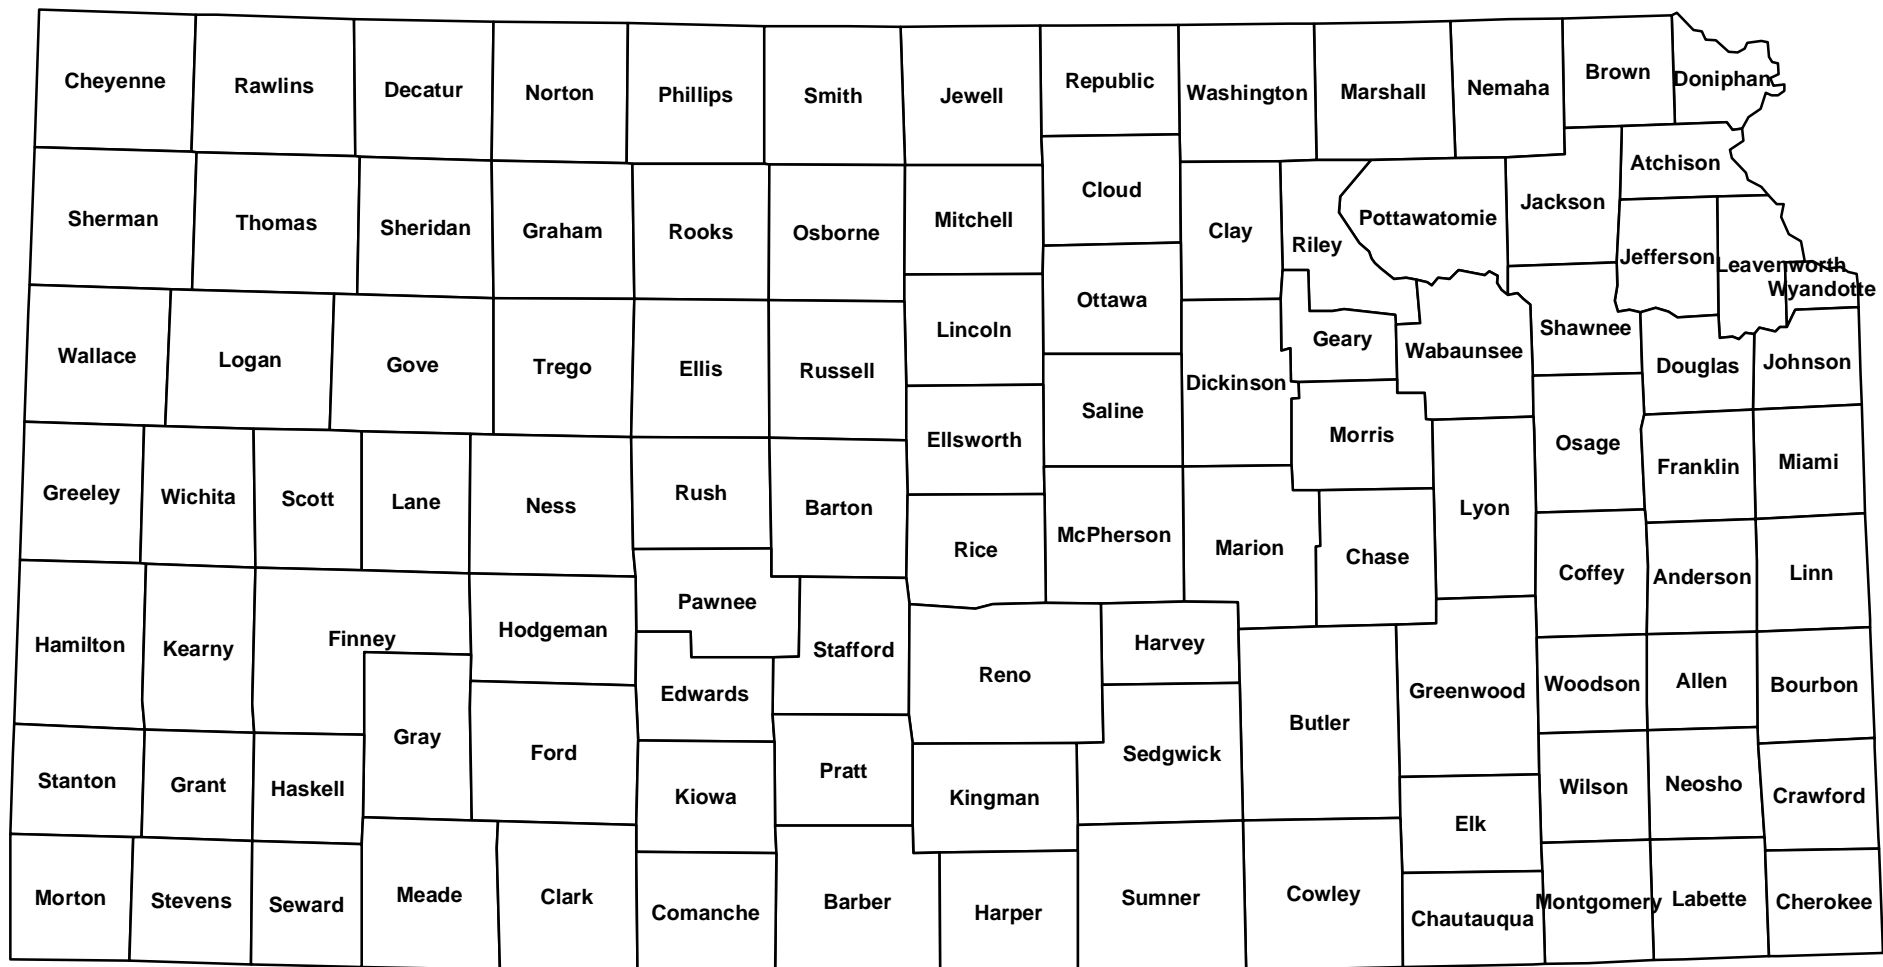 Cheyenne
Rawlins
Decatur
Norton
Phillips
Smith
Jewell
Republic
Washington
Marshall
Nemaha
Brown
Doniphan
Sherman
Thomas
Sheridan
Graham
Rooks
Osborne
Mitchell
Cloud
Clay
Riley
Pottawatomie
Jackson
Atchison
Jefferson
Leavenworth
Wyandotte
Wallace
Logan
Gove
Trego
Ellis
Russell
Lincoln
Ottawa
Saline
Dickinson
Geary
Wabaunsee
Shawnee
Douglas
Johnson
Greeley
Wichita
Scott
Lane
Ness
Rush
Barton
Ellsworth
Rice
McPherson
Marion
Morris
Chase
Lyon
Osage
Franklin
Miami
Coffey
Anderson
Linn
Hamilton
Kearny
Finney
Hodgeman
Pawnee
Edwards
Stafford
Reno
Harvey
Butler
Greenwood
Woodson
Allen
Bourbon
Stanton
Grant
Haskell
Gray
Ford
Kiowa
Pratt
Kingman
Sedgwick
Elk
Wilson
Neosho
Crawford
Morton
Stevens
Seward
Meade
Clark
Comanche
Barber
Harper
Sumner
Cowley
Chautauqua
Montgomery
Labette
Cherokee